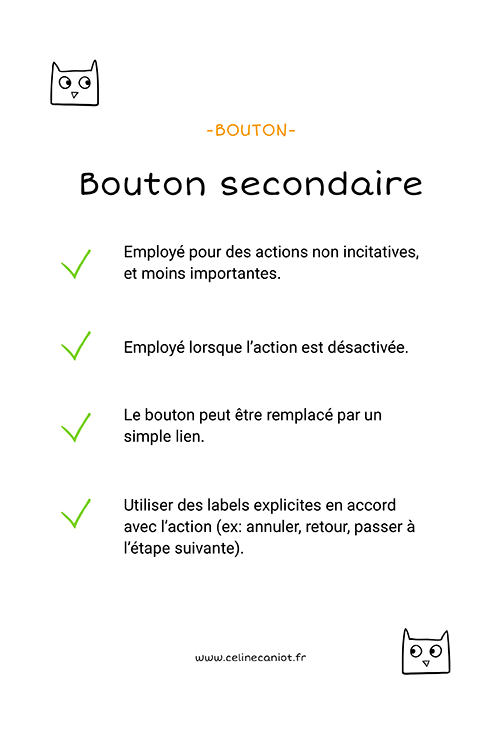 -BOUTON-
Bouton secondaire
Employé pour des actions non incitatives,
et moins importantes.
Employé lorsque l’action est désactivée.
Le bouton peut être remplacé par un
simple lien.
Utiliser des labels explicites en accord
avec l’action (ex: annuler, retour, passer à
l’étape suivante).
www.celinecaniot.fr